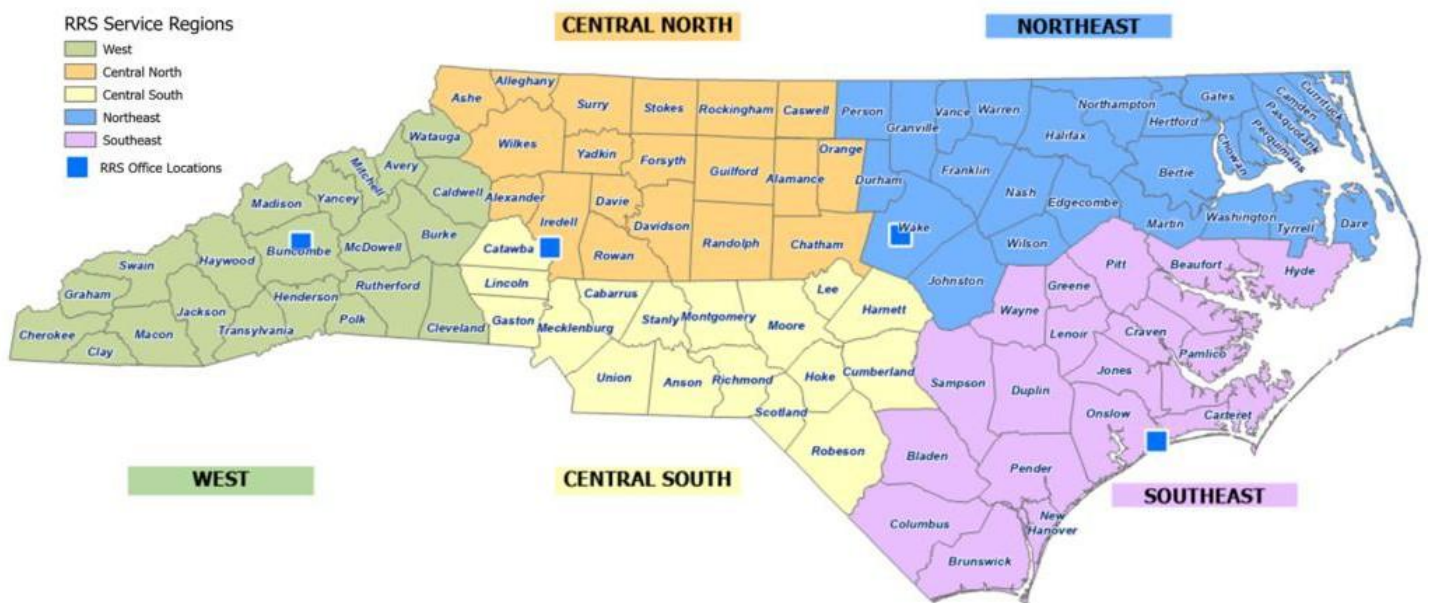 RRS Service Regions
West
Central North
Central South
Northeast
Southeast
RRS Office Locations
CENTRAL NORTH
NORTHEAST
WEST
CENTRAL SOUTH
SOUTHEAST
Ashe
Alleghany
Surry
Stokes
Rockingham
Caswell
Wilkes
Yadkin
Forsyth
Guilford
Alamance
Orange
Alexander
Iredell
Davie
Davidson
Randolph
Chatham
Rowan
Person
Granville
Vance
Warren
Northampton
Gates
Currituck
Camden
Pasquotank
Perquimans
Chowan
Hertford
Halifax
Bertie
Durham
Franklin
Nash
Edgecombe
Martin
Washington
Tyrrell
Dare
Wake
Wilson
Johnston
Watauga
Avery
Mitchell
Caldwell
Madison
Yancey
Burke
McDowell
Buncombe
Haywood
Swain
Graham
Jackson
Henderson
Rutherford
Cherokee
Clay
Macon
Transylvania
Polk
Cleveland
Catawba
Lincoln
Gaston
Mecklenburg
Cabarrus
Stanly
Montgomery
Moore
Lee
Harnett
Union
Anson
Richmond
Scotland
Hoke
Cumberland
Robeson
Pitt
Beaufort
Hyde
Greene
Wayne
Lenoir
Craven
Pamlico
Jones
Sampson
Duplin
Onslow
Carteret
Bladen
Pender
Columbus
New
Hanover
Brunswick